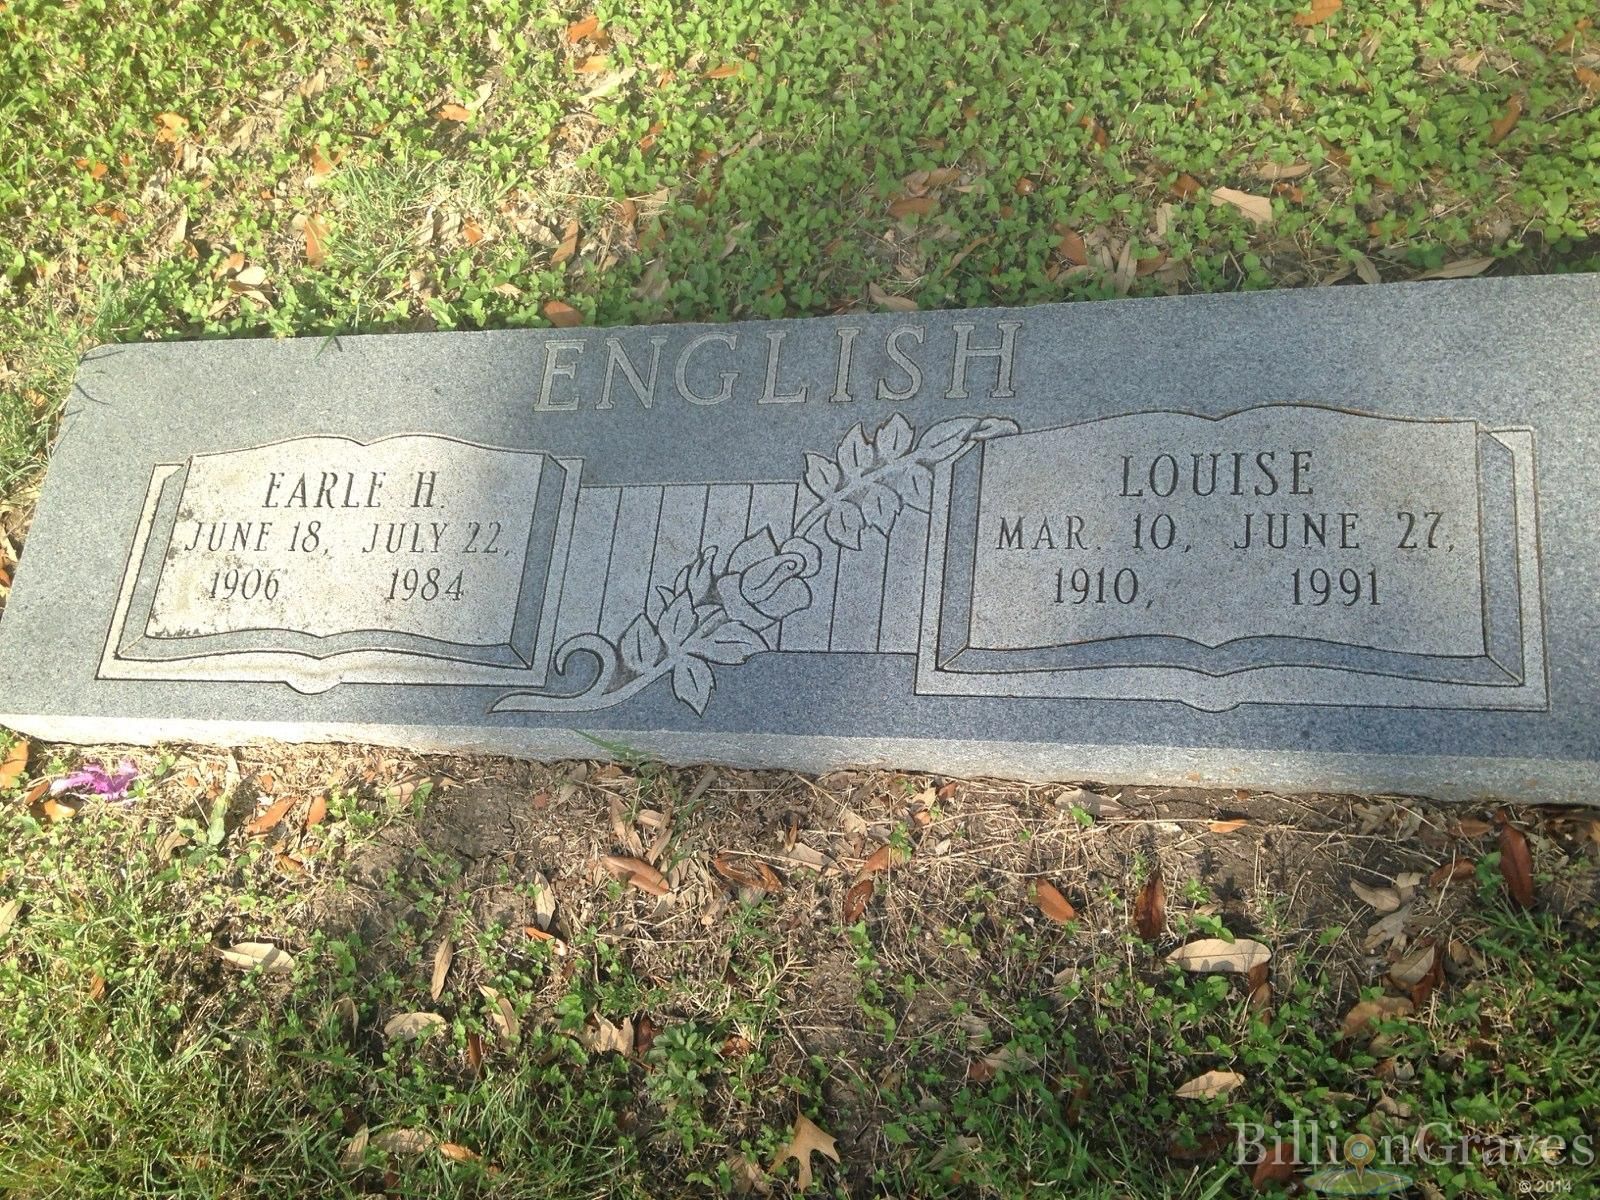 ENGLISH
EARLE H.
JUNE 18, JULY 22,
1906 1984
LOUISE
MAR. 10, JUNE 27,
1910, 1991
BillionGraves
© 2014